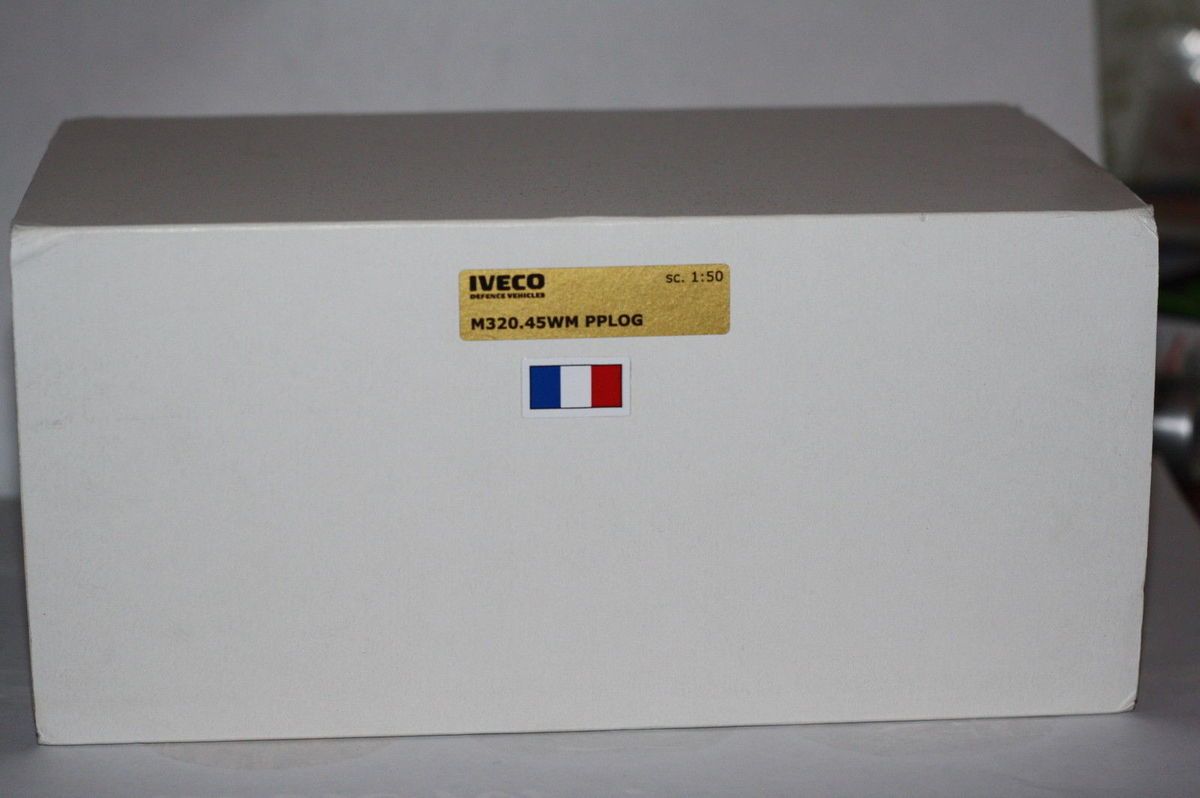 IVECO sc. 1:50
DEFENCE VEHICLES
M320.45WM PPLOG